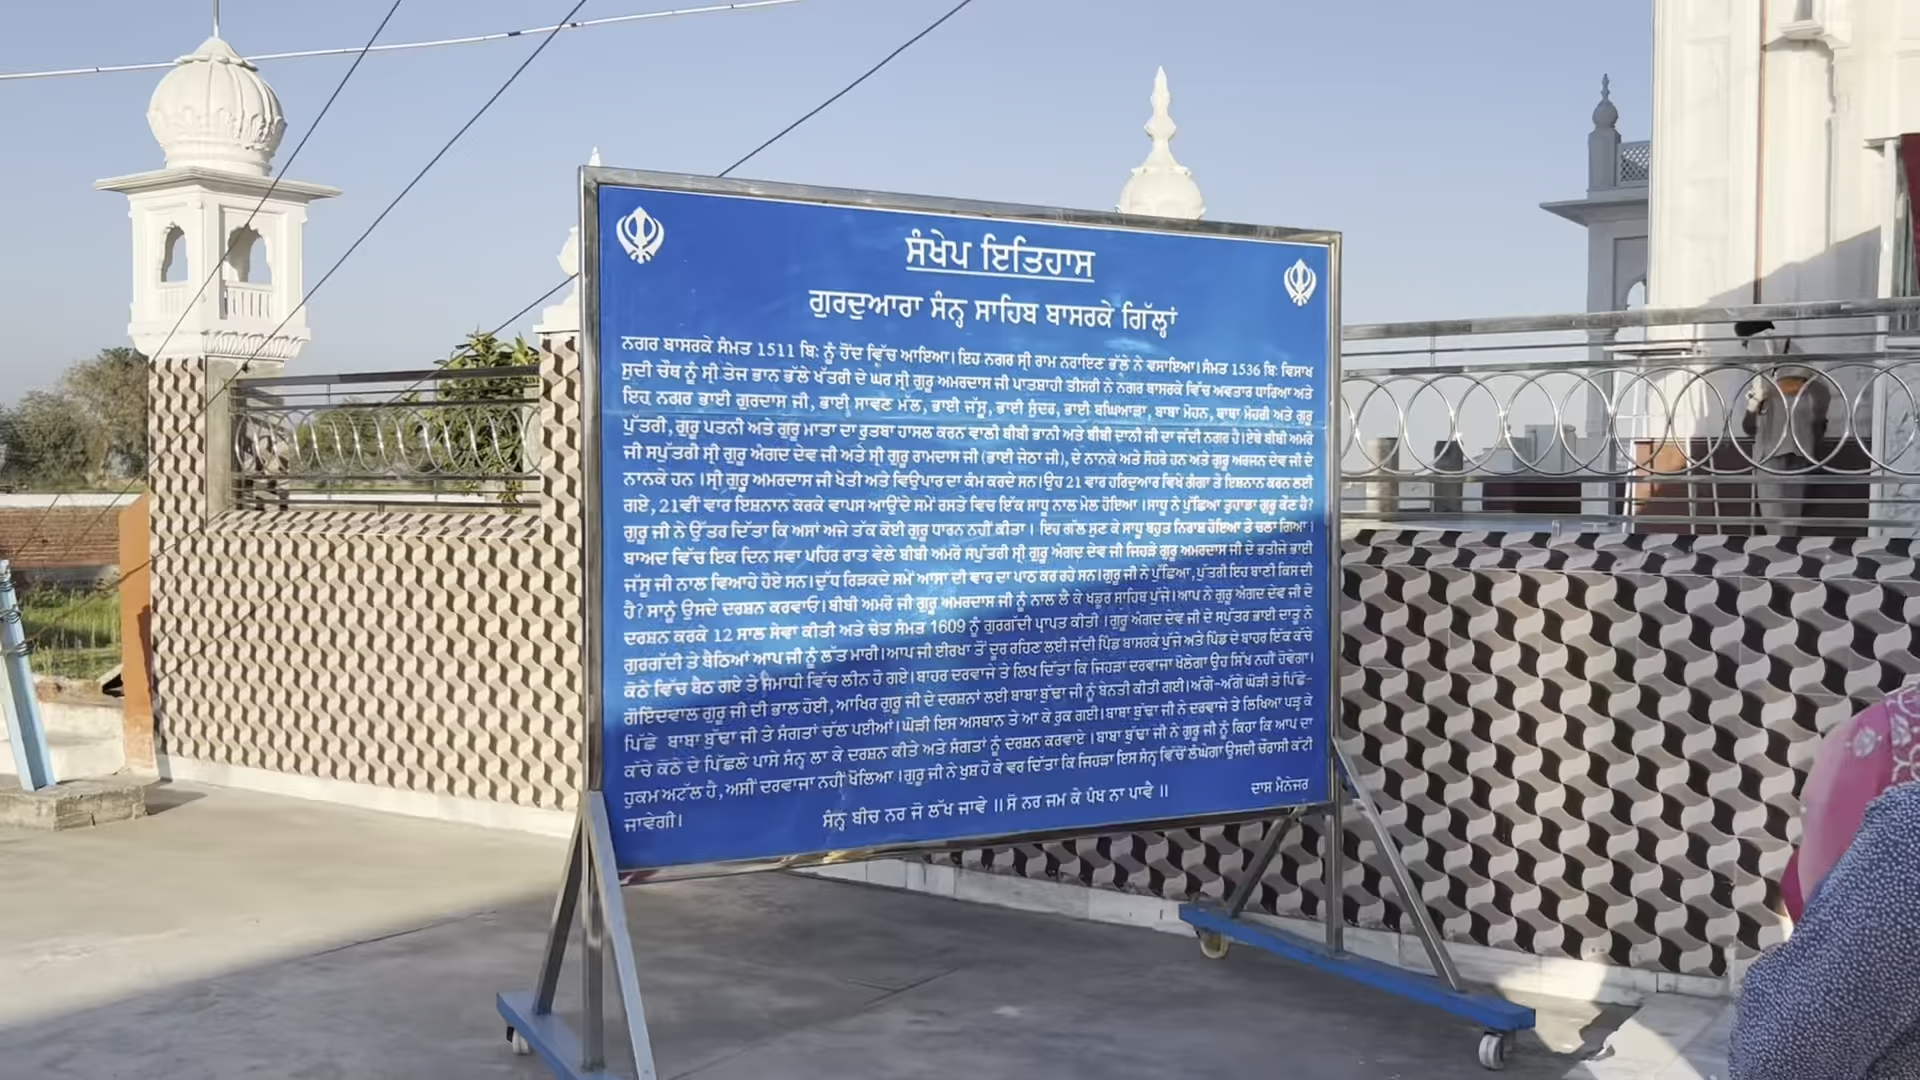 ਸੰਖੇਪ ਇਤਿਹਾਸ
ਗੁਰਦੁਆਰਾ ਸੰਨ੍ਹ ਸਾਹਿਬ ਬਾਸਰਕੇ ਗਿੱਲ੍ਹਾਂ
ਨਗਰ ਬਾਸਰਕੇ ਸੰਮਤ 1511 ਬਿ: ਨੂੰ ਹੋਂਦ ਵਿੱਚ ਆਇਆ। ਇਹ ਨਗਰ ਸ੍ਰੀ ਰਾਮ ਨਰਾਇਣ ਭੱਲੇ ਨੇ ਵਸਾਇਆ। ਸੰਮਤ 1536 ਬਿ: ਵਿਸਾਖ
ਸੁਦੀ ਚੌਥ ਨੂੰ ਸ੍ਰੀ ਤੇਜ ਭਾਨ ਭੱਲੇ ਖੱਤਰੀ ਦੇ ਘਰ ਸ੍ਰੀ ਗੁਰੂ ਅਮਰਦਾਸ ਜੀ ਪਾਤਸ਼ਾਹੀ ਤੀਸਰੀ ਨੇ ਨਗਰ ਬਾਸਰਕੇ ਵਿੱਚ ਅਵਤਾਰ ਧਾਰਿਆ ਅਤੇ
ਇਹ ਨਗਰ ਭਾਈ ਗੁਰਦਾਸ ਜੀ, ਭਾਈ ਸਾਵਣ ਮੱਲ, ਭਾਈ ਜੱਸੂ, ਭਾਈ ਸੁੰਦਰ, ਭਾਈ ਬਘਿਆੜਾ, ਬਾਬਾ ਮੋਹਨ, ਬਾਬਾ ਮੋਹਰੀ ਅਤੇ ਗੁਰੂ
ਪੁੱਤਰੀ, ਗੁਰੂ ਪਤਨੀ ਅਤੇ ਗੁਰੂ ਮਾਤਾ ਦਾ ਰੁਤਬਾ ਹਾਸਲ ਕਰਨ ਵਾਲੀ ਬੀਬੀ ਭਾਨੀ ਅਤੇ ਬੀਬੀ ਦਾਨੀ ਜੀ ਦਾ ਜੱਦੀ ਨਗਰ ਹੈ। ਏਥੇ ਬੀਬੀ ਅਮਰੋ
ਜੀ ਸਪੁੱਤਰੀ ਸ੍ਰੀ ਗੁਰੂ ਅੰਗਦ ਦੇਵ ਜੀ ਅਤੇ ਸ੍ਰੀ ਗੁਰੂ ਰਾਮਦਾਸ ਜੀ (ਭਾਈ ਜੇਠਾ ਜੀ), ਦੇ ਨਾਨਕੇ ਅਤੇ ਸੋਹਰੇ ਹਨ ਅਤੇ ਗੁਰੂ ਅਰਜਨ ਦੇਵ ਜੀ ਦੇ
ਨਾਨਕੇ ਹਨ। ਸ੍ਰੀ ਗੁਰੂ ਅਮਰਦਾਸ ਜੀ ਖੇਤੀ ਅਤੇ ਵਿਉਪਾਰ ਦਾ ਕੰਮ ਕਰਦੇ ਸਨ। ਉਹ 21 ਵਾਰ ਹਰਿਦੁਆਰ ਵਿਖੇ ਗੰਗਾ ਤੇ ਇਸ਼ਨਾਨ ਕਰਨ ਲਈ
ਗਏ, 21ਵੀਂ ਵਾਰ ਇਸ਼ਨਾਨ ਕਰਕੇ ਵਾਪਸ ਆਉਂਦੇ ਸਮੇਂ ਰਸਤੇ ਵਿਚ ਇੱਕ ਸਾਧੂ ਨਾਲ ਮੇਲ ਹੋਇਆ। ਸਾਧੂ ਨੇ ਪੁੱਛਿਆ ਤੁਹਾਡਾ ਗੁਰੂ ਕੌਣ ਹੈ?
ਗੁਰੂ ਜੀ ਨੇ ਉੱਤਰ ਦਿੱਤਾ ਕਿ ਅਸਾਂ ਅਜੇ ਤੱਕ ਕੋਈ ਗੁਰੂ ਧਾਰਨ ਨਹੀਂ ਕੀਤਾ। ਇਹ ਗੱਲ ਸੁਣ ਕੇ ਸਾਧੂ ਬਹੁਤ ਨਿਰਾਸ਼ ਹੋਇਆ ਤੇ ਚਲਾ ਗਿਆ।
ਬਾਅਦ ਵਿੱਚ ਇਕ ਦਿਨ ਸਵਾ ਪਹਿਰ ਰਾਤ ਵੇਲੇ ਬੀਬੀ ਅਮਰੋ ਸਪੁੱਤਰੀ ਸ੍ਰੀ ਗੁਰੂ ਅੰਗਦ ਦੇਵ ਜੀ ਜਿਹੜੇ ਗੁਰੂ ਅਮਰਦਾਸ ਜੀ ਦੇ ਭਤੀਜੇ ਭਾਈ
ਜੱਸੂ ਜੀ ਨਾਲ ਵਿਆਹੇ ਹੋਏ ਸਨ। ਦੁੱਧ ਰਿੜਕਦੇ ਸਮੇਂ ਆਸਾ ਦੀ ਵਾਰ ਦਾ ਪਾਠ ਕਰ ਰਹੇ ਸਨ। ਗੁਰੂ ਜੀ ਨੇ ਪੁੱਛਿਆ, ਪੁੱਤਰੀ ਇਹ ਬਾਣੀ ਕਿਸ ਦੀ
ਹੈ? ਸਾਨੂੰ ਉਸਦੇ ਦਰਸ਼ਨ ਕਰਵਾਓ। ਬੀਬੀ ਅਮਰੋ ਜੀ ਗੁਰੂ ਅਮਰਦਾਸ ਜੀ ਨੂੰ ਨਾਲ ਲੈ ਕੇ ਖਡੂਰ ਸਾਹਿਬ ਪੁੱਜੇ। ਆਪ ਨੇ ਗੁਰੂ ਅੰਗਦ ਦੇਵ ਜੀ ਦੇ
ਦਰਸ਼ਨ ਕਰਕੇ 12 ਸਾਲ ਸੇਵਾ ਕੀਤੀ ਅਤੇ ਚੇਤ ਸੰਮਤ 1609 ਨੂੰ ਗੁਰਗੱਦੀ ਪ੍ਰਾਪਤ ਕੀਤੀ। ਗੁਰੂ ਅੰਗਦ ਦੇਵ ਜੀ ਦੇ ਸਪੁੱਤਰ ਭਾਈ ਦਾਤੂ ਨੇ
ਗੁਰਗੱਦੀ ਤੇ ਬੈਠਿਆਂ ਆਪ ਜੀ ਨੂੰ ਲੱਤ ਮਾਰੀ। ਆਪ ਜੀ ਈਰਖਾ ਤੋਂ ਦੂਰ ਰਹਿਣ ਲਈ ਜੱਦੀ ਪਿੰਡ ਬਾਸਰਕੇ ਪੁੱਜੇ ਅਤੇ ਪਿੰਡ ਦੇ ਬਾਹਰ ਇੱਕ ਕੱਚੇ
ਕੋਠੇ ਵਿੱਚ ਬੈਠ ਗਏ ਤੇ ਸਮਾਧੀ ਵਿੱਚ ਲੀਨ ਹੋ ਗਏ। ਬਾਹਰ ਦਰਵਾਜੇ ਤੇ ਲਿਖ ਦਿੱਤਾ ਕਿ ਜਿਹੜਾ ਦਰਵਾਜਾ ਖੋਲੇਗਾ ਉਹ ਸਿੱਖ ਨਹੀਂ ਹੋਵੇਗਾ।
ਗੋਇੰਦਵਾਲ ਗੁਰੂ ਜੀ ਦੀ ਭਾਲ ਹੋਈ, ਆਖਿਰ ਗੁਰੂ ਜੀ ਦੇ ਦਰਸ਼ਨਾਂ ਲਈ ਬਾਬਾ ਬੁੱਢਾ ਜੀ ਨੂੰ ਬੇਨਤੀ ਕੀਤੀ ਗਈ। ਅੱਗੇ-ਅੱਗੇ ਘੋੜੀ ਤੇ ਪਿੱਛੇ-
ਪਿੱਛੇ ਬਾਬਾ ਬੁੱਢਾ ਜੀ ਤੇ ਸੰਗਤਾਂ ਚੱਲ ਪਈਆਂ। ਘੋੜੀ ਇਸ ਅਸਥਾਨ ਤੇ ਆ ਕੇ ਰੁਕ ਗਈ। ਬਾਬਾ ਬੁੱਢਾ ਜੀ ਨੇ ਦਰਵਾਜੇ ਤੇ ਲਿਖਿਆ ਪੜ੍ਹ ਕੇ
ਕੱਚੇ ਕੋਠੇ ਦੇ ਪਿੱਛਲੇ ਪਾਸੇ ਸੰਨ੍ਹ ਲਾ ਕੇ ਦਰਸ਼ਨ ਕੀਤੇ ਅਤੇ ਸੰਗਤਾਂ ਨੂੰ ਦਰਸ਼ਨ ਕਰਵਾਏ। ਬਾਬਾ ਬੁੱਢਾ ਜੀ ਨੇ ਗੁਰੂ ਜੀ ਨੂੰ ਕਿਹਾ ਕਿ ਆਪ ਦਾ
ਹੁਕਮ ਅਟੱਲ ਹੈ, ਅਸੀਂ ਦਰਵਾਜਾ ਨਹੀਂ ਖੋਲਿਆ। ਗੁਰੂ ਜੀ ਨੇ ਖੁਸ਼ ਹੋ ਕੇ ਵਰ ਦਿੱਤਾ ਕਿ ਜਿਹੜਾ ਇਸ ਸੰਨ੍ਹ ਵਿੱਚੋਂ ਲੰਘੇਗਾ ਉਸਦੀ ਚੌਰਾਸੀ ਕੱਟੀ
ਜਾਵੇਗੀ।
ਸੰਨ੍ਹ ਬੀਚ ਨਰ ਜੋ ਲੱਖ ਜਾਵੇ ॥ ਸੋ ਨਰ ਜਮ ਕੇ ਪੰਖ ਨਾ ਪਾਵੈ ॥
ਦਾਸ ਮੈਨੇਜਰ